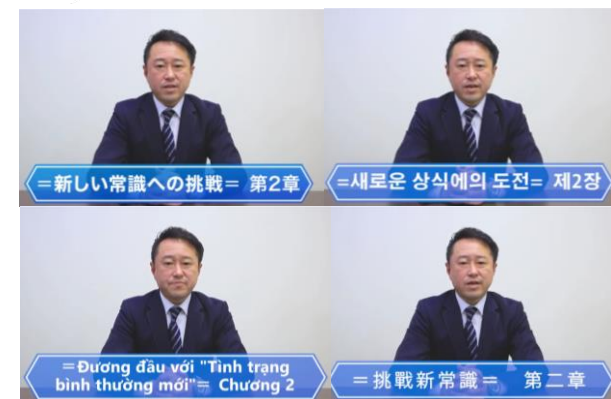 =新しい常識への挑戦= 第2章
=새로운 상식에의 도전= 제2장
=Đương đầu với "Tình trạng
bình thường mới"= Chương 2
=挑戰新常識= 第二章